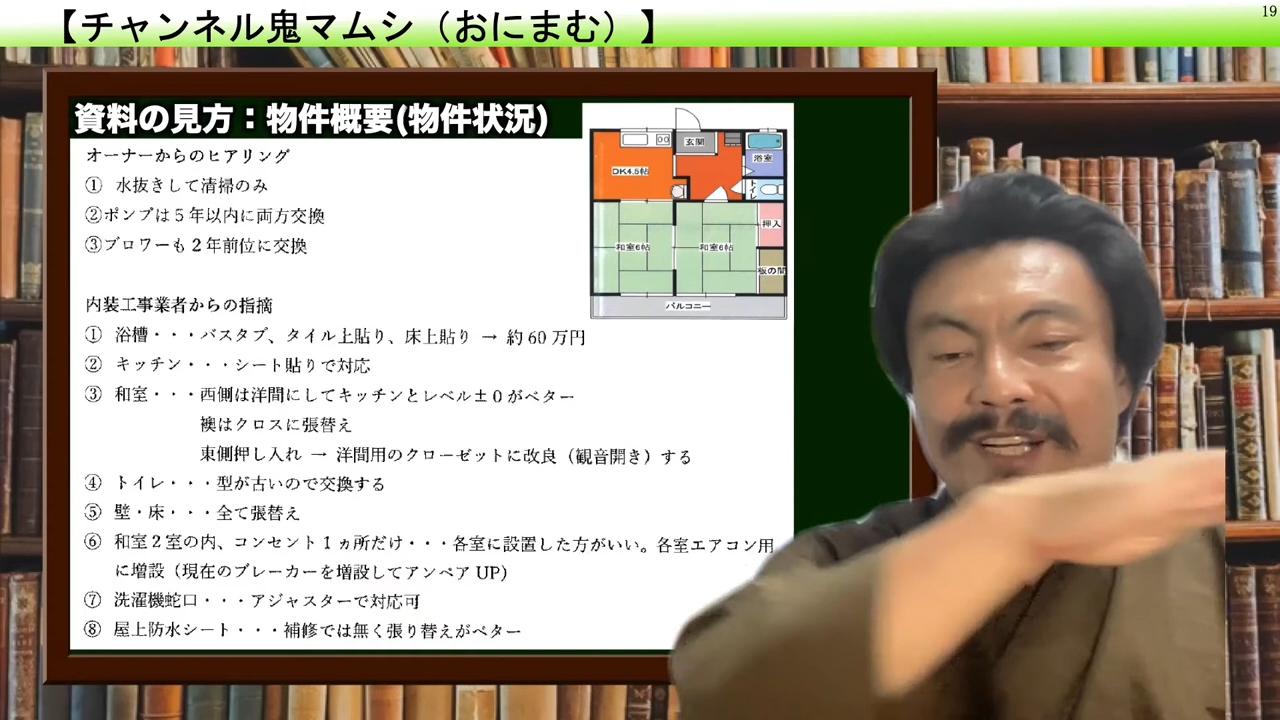 【チャンネル鬼マムシ（おにまむ）】
19
資料の見方：物件概要(物件状況)
オーナーからのヒアリング
① 水抜きして清掃のみ
②ポンプは５年以内に両方交換
③ブロワーも２年前位に交換
内装工事業者からの指摘
① 浴槽・・・バスタブ、タイル上貼り、床上貼り → 約60万円
② キッチン・・・シート貼りで対応
③ 和室・・・西側は洋間にしてキッチンとレベル±０がベター
襖はクロスに張替え
東側押し入れ → 洋間用のクローゼットに改良（観音開き）する
④ トイレ・・・型が古いので交換する
⑤ 壁・床・・・全て張替え
⑥ 和室２室の内、コンセント１ヵ所だけ・・・各室に設置した方がいい。各室エアコン用
に増設（現在のブレーカーを増設してアンペアUP）
⑦ 洗濯機蛇口・・・アジャスターで対応可
⑧ 屋上防水シート・・・補修では無く張り替えがベター
玄関
浴室
DK4.5帖
トイレ
押入
和室6帖
和室6帖
板の間
バルコニー